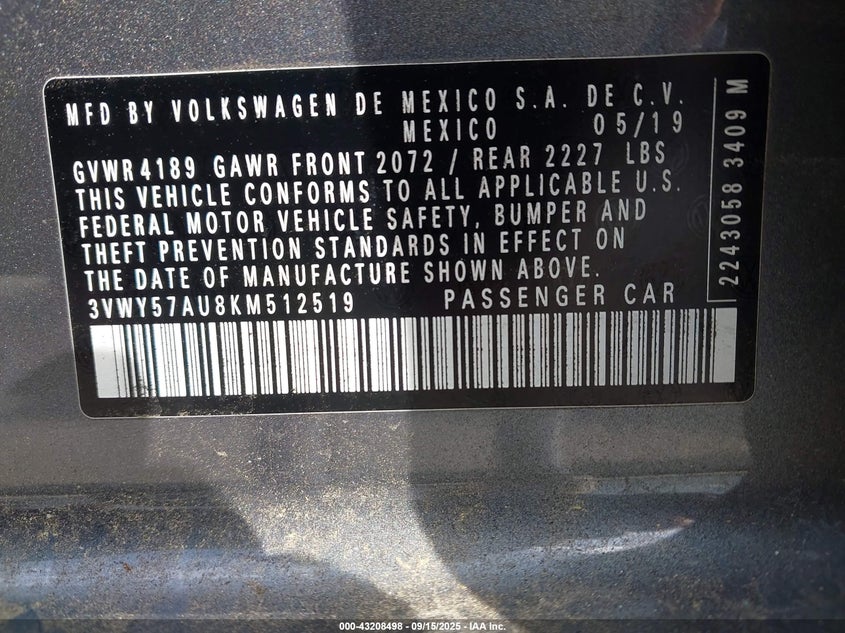 MFD BY VOLKSWAGEN DE MEXICO S.A. DE C.V.
MEXICO 05/19
GVWR 4189 GAWR FRONT 2072 / REAR 2227 LBS
THIS VEHICLE CONFORMS TO ALL APPLICABLE U.S.
FEDERAL MOTOR VEHICLE SAFETY, BUMPER AND
THEFT PREVENTION STANDARDS IN EFFECT ON
THE DATE OF MANUFACTURE SHOWN ABOVE.
3VWY57AU8KM512519 PASSENGER CAR
2243058 3409 M
000-43208498 - 09/15/2025 - IAA Inc.